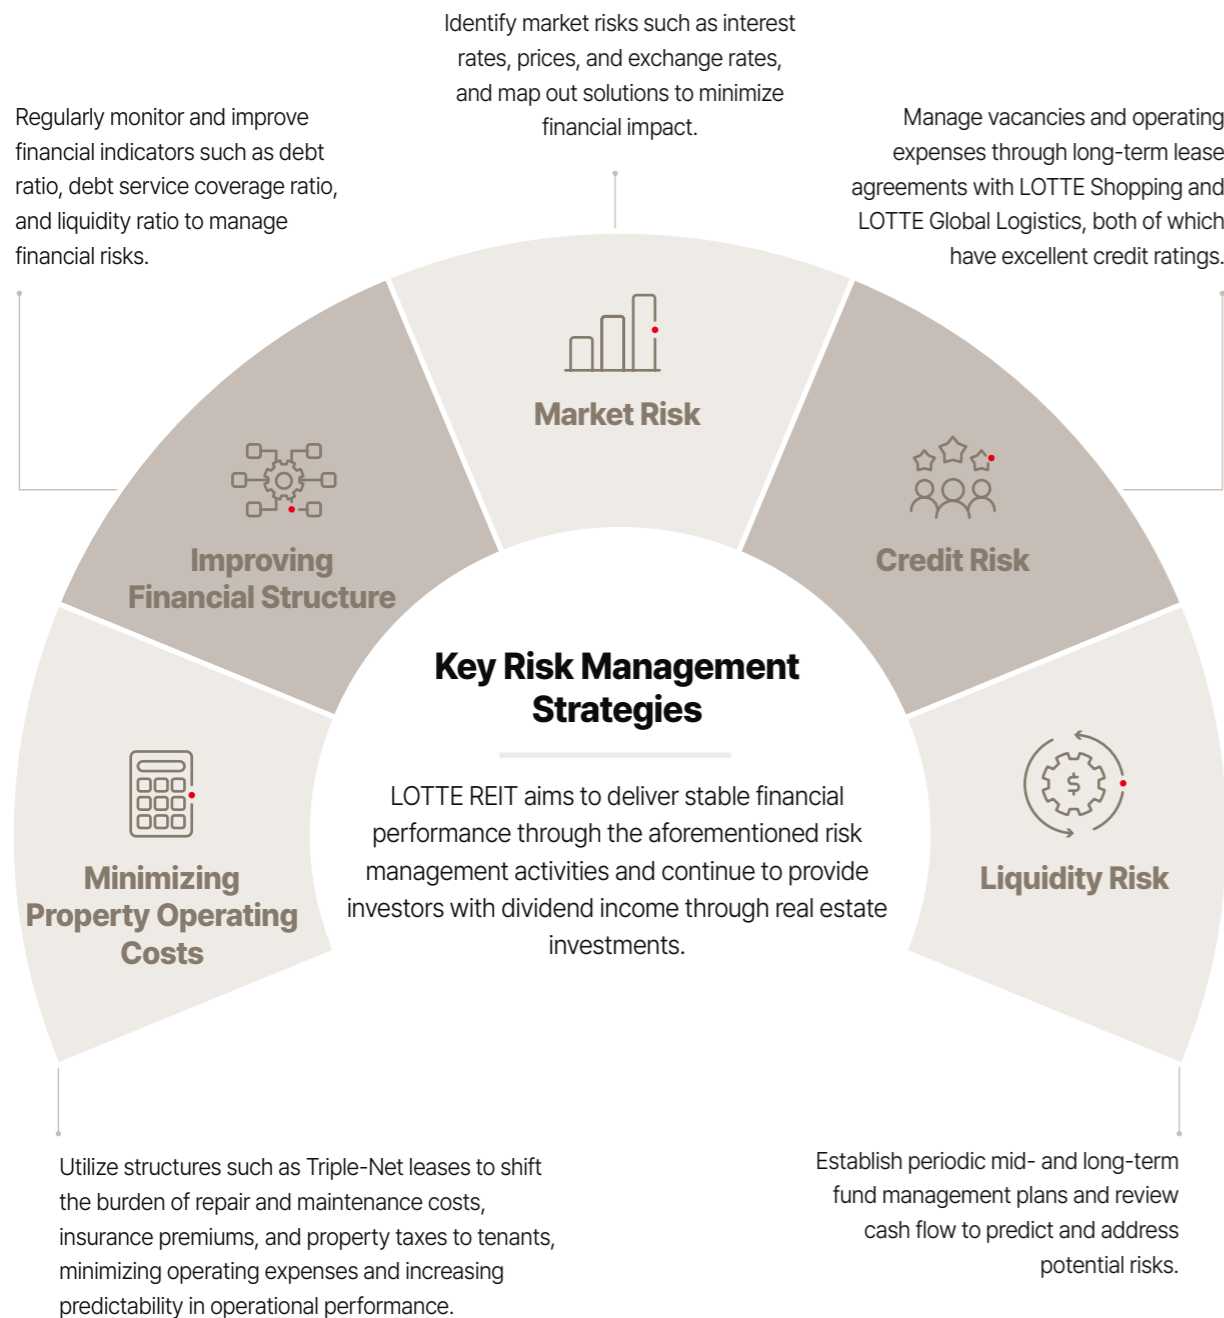 Identify market risks such as interest
rates, prices, and exchange rates,
and map out solutions to minimize
financial impact.
Regularly monitor and improve
financial indicators such as debt
ratio, debt service coverage ratio,
and liquidity ratio to manage
financial risks.
Manage vacancies and operating
expenses through long-term lease
agreements with LOTTE Shopping and
LOTTE Global Logistics, both of which
have excellent credit ratings.
Market Risk
Improving
Financial Structure
Credit Risk
Key Risk Management
Strategies
LOTTE REIT aims to deliver stable financial
performance through the aforementioned risk
management activities and continue to provide
investors with dividend income through real estate
investments.
Minimizing
Property Operating
Costs
$
Liquidity Risk
Utilize structures such as Triple-Net leases to shift
the burden of repair and maintenance costs,
insurance premiums, and property taxes to tenants,
minimizing operating expenses and increasing
predictability in operational performance.
Establish periodic mid- and long-term
fund management plans and review
cash flow to predict and address
potential risks.